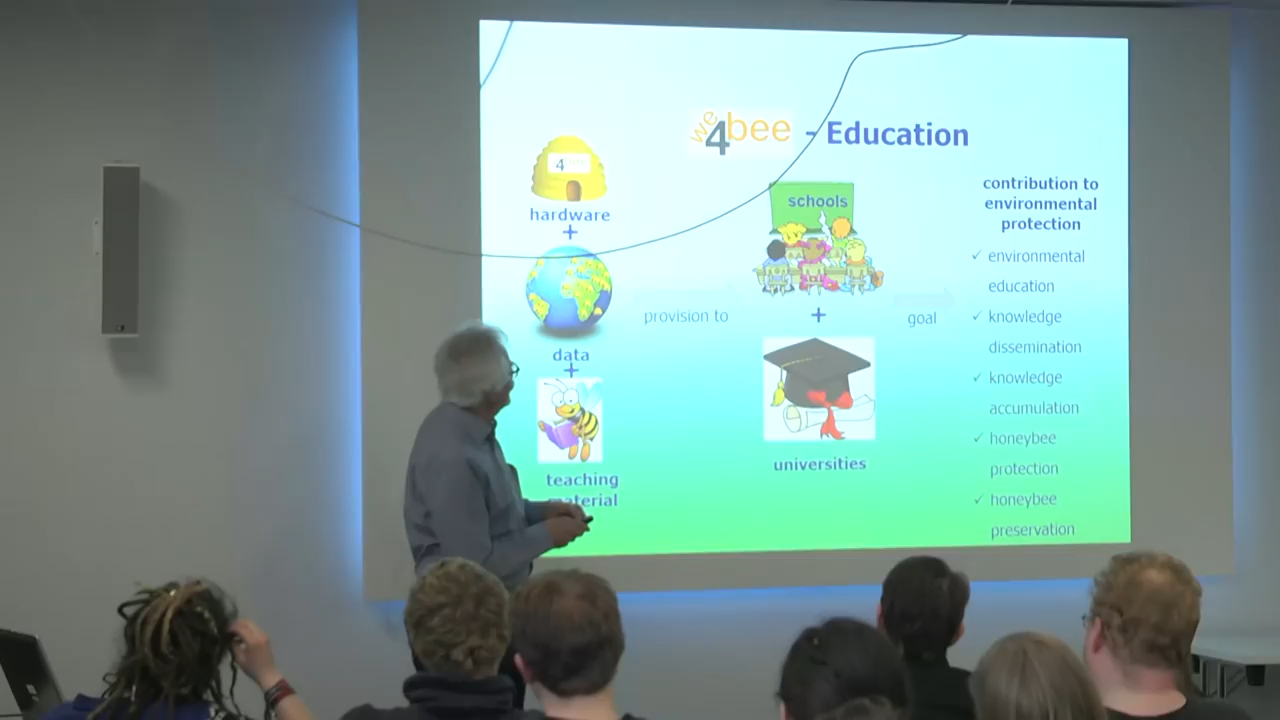 we4bee - Education
4
hardware
+
data
+
teaching
material
provision to
schools
+
universities
goal
contribution to
environmental
protection
✓ environmental
education
✓ knowledge
dissemination
✓ knowledge
accumulation
✓ honeybee
protection
✓ honeybee
preservation